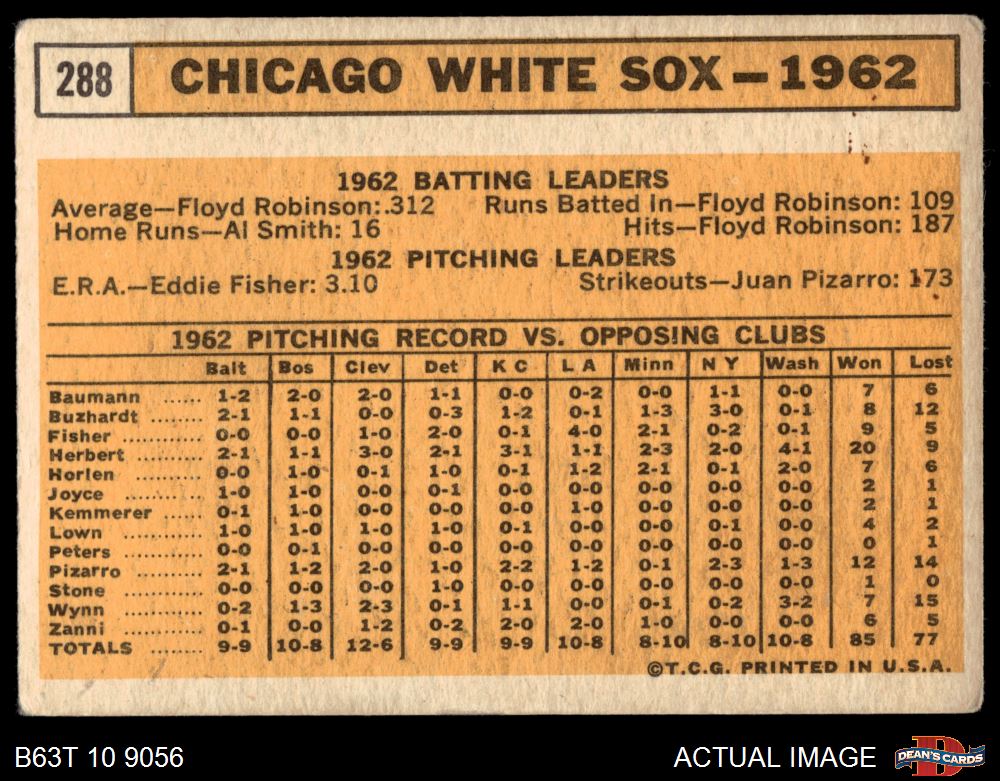 288 CHICAGO WHITE SOX — 1962
1962 BATTING LEADERS
Average—Floyd Robinson:.312 Runs Batted In—Floyd Robinson: 109
Home Runs—Al Smith: 16 Hits—Floyd Robinson: 187
1962 PITCHING LEADERS
E.R.A.—Eddie Fisher: 3.10 Strikeouts—Juan Pizarro: 173
1962 PITCHING RECORD VS. OPPOSING CLUBS
Balt Bos Clev Det K C L A Minn N Y Wash Won Lost
Baumann ...... 1-2 2-0 2-0 1-1 0-0 0-2 0-0 1-1 0-0 7 6
Buzhardt ...... 2-1 1-1 0-0 0-3 1-2 0-1 1-3 3-0 0-1 8 12
Fisher ............ 0-0 0-0 1-0 2-0 0-1 4-0 2-1 0-2 0-1 9 5
Herbert .......... 2-1 1-1 3-0 2-1 3-1 1-1 2-3 2-0 4-1 20 9
Horlen .......... 0-0 1-0 0-1 1-0 0-1 1-2 2-1 0-1 2-0 7 6
Joyce ............ 1-0 1-0 0-0 0-1 0-0 0-0 0-0 0-0 0-0 2 1
Kemmerer ...... 0-1 1-0 0-0 0-0 0-0 1-0 0-0 0-0 0-0 2 1
Lown ............ 1-0 1-0 1-0 1-0 0-1 0-0 0-0 0-1 0-0 4 2
Peters ............ 0-0 0-1 0-0 0-0 0-0 0-0 0-0 0-0 0-0 0 1
Pizarro .......... 2-1 1-2 2-0 1-0 2-2 1-2 0-1 2-3 1-3 12 14
Stone ............ 0-0 0-0 0-0 1-0 0-0 0-0 0-0 0-0 0-0 1 0
Wynn ............ 0-2 1-3 2-3 0-1 1-1 0-0 0-1 0-2 3-2 7 15
Zanni ............ 0-1 0-0 1-2 0-2 2-0 2-0 1-0 0-0 0-0 6 5
TOTALS .......... 9-9 10-8 12-6 9-9 9-9 10-8 8-10 8-10 10-8 85 77
©T.C.G. PRINTED IN U.S.A.
B63T 10 9056 ACTUAL IMAGE D DEAN'S CARDS